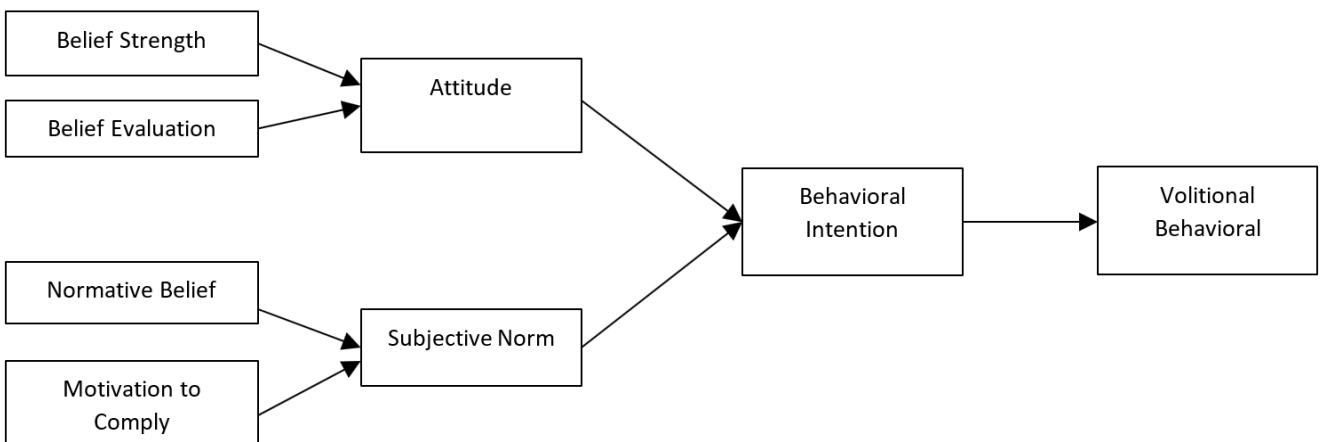 Belief Strength
Belief Evaluation
Attitude
Normative Belief
Motivation to
Comply
Subjective Norm
Behavioral
Intention
Volitional
Behavioral